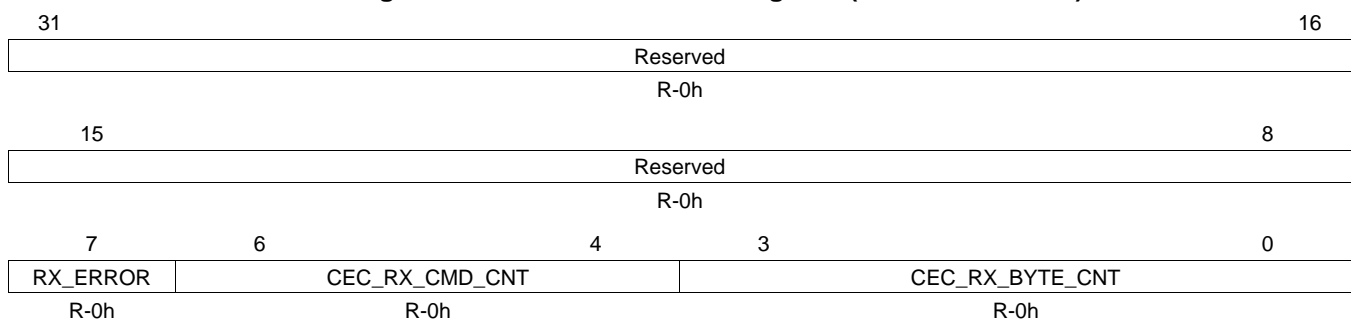 31 16
Reserved
R-0h
15 8
Reserved
R-0h
7 6 4 3 0
RX_ERROR CEC_RX_CMD_CNT CEC_RX_BYTE_CNT
R-0h R-0h R-0h